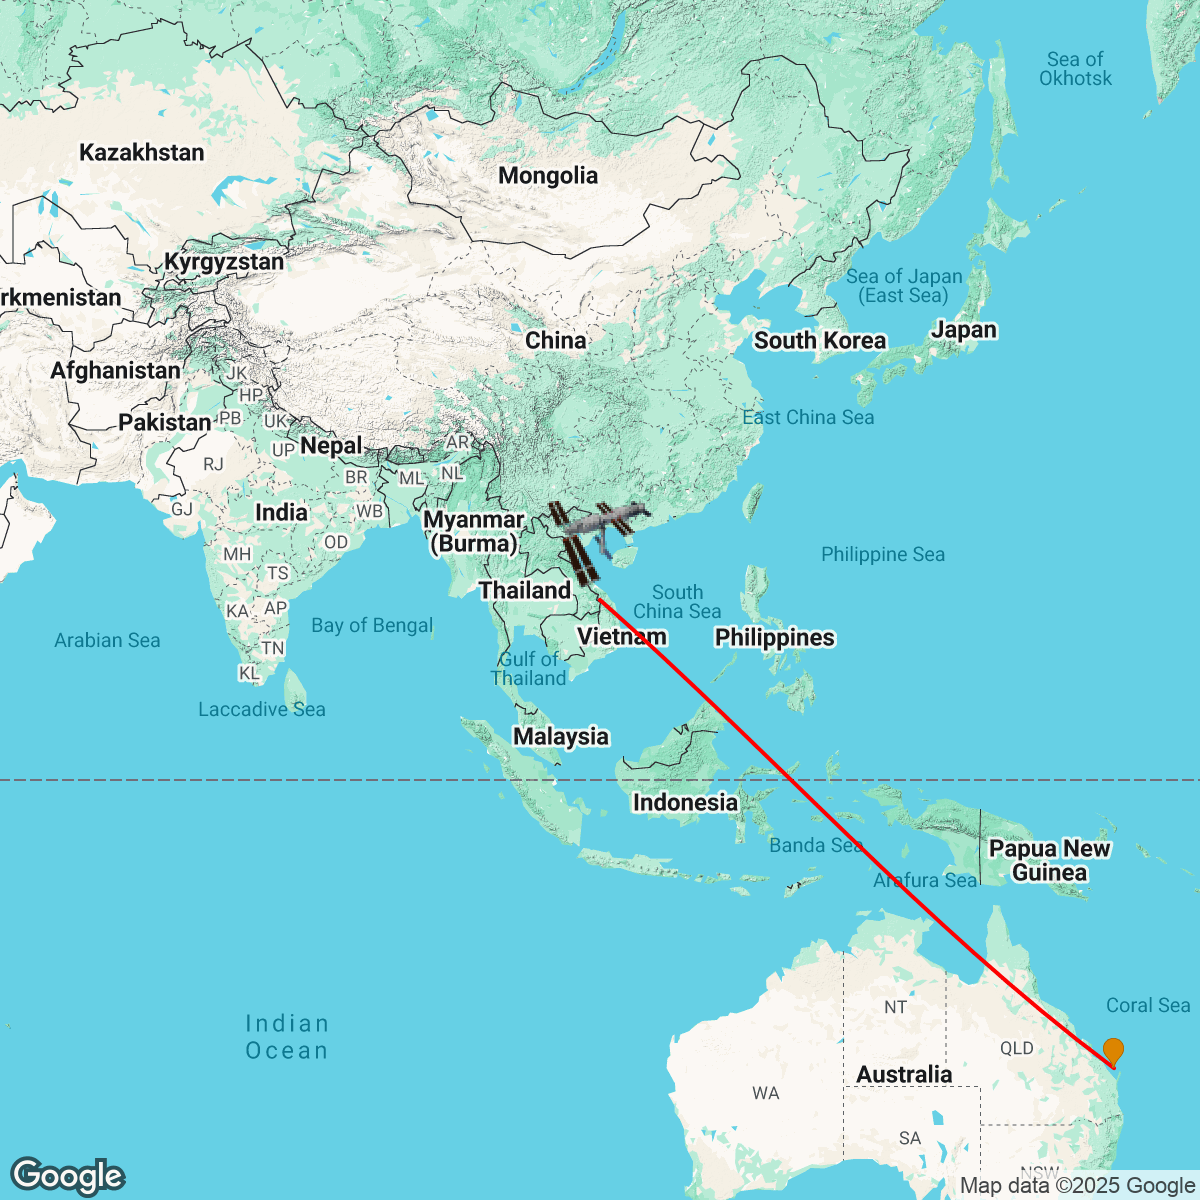 Sea of
Okhotsk
Kazakhstan
Mongolia
Kyrgyzstan
Sea of Japan
(East Sea)
rkmenistan
China
South Korea
Japan
Afghanistan
JK
HP
Pakistan
PB
UK
East China Sea
Nepal
UP
AR
RJ
BR
ML
NL
GJ
India
WB
Myanmar
(Burma)
OD
MH
Philippine Sea
TS
Thailand
South
China Sea
KA
AP
Arabian Sea
Bay of Bengal
Vietnam
Philippines
TN
Gulf of
Thailand
KL
Laccadive Sea
Malaysia
Indonesia
Banda Sea
Papua New
Guinea
Arafura Sea
Coral Sea
NT
Indian
Ocean
QLD
Australia
WA
SA
NSW
Google
Map data ©2025 Google